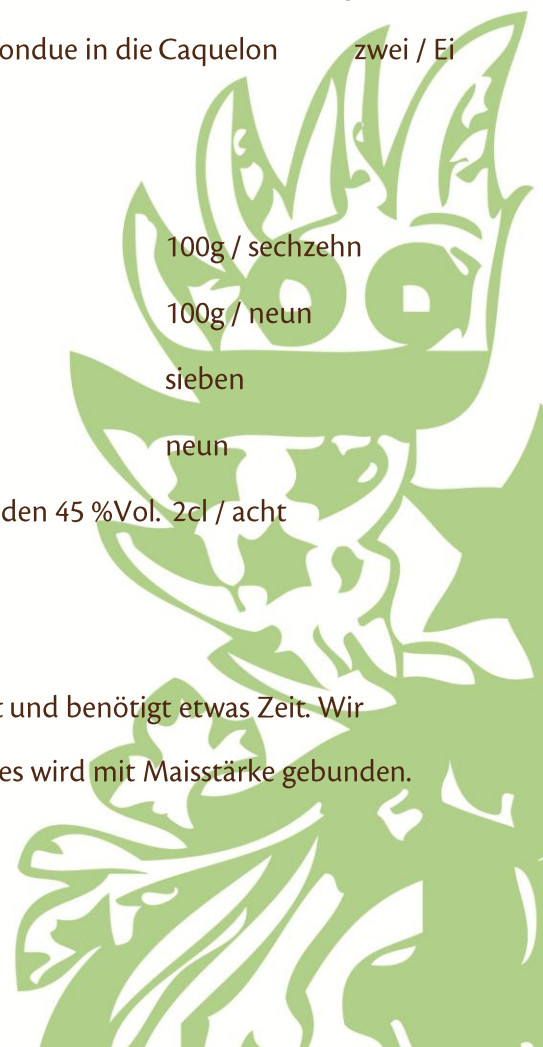 ondue in die Caquelon zwei / Ei
100g / sechzehn
100g / neun
sieben
neun
den 45 %Vol. 2cl / acht
t und benötigt etwas Zeit. Wir
es wird mit Maisstärke gebunden.